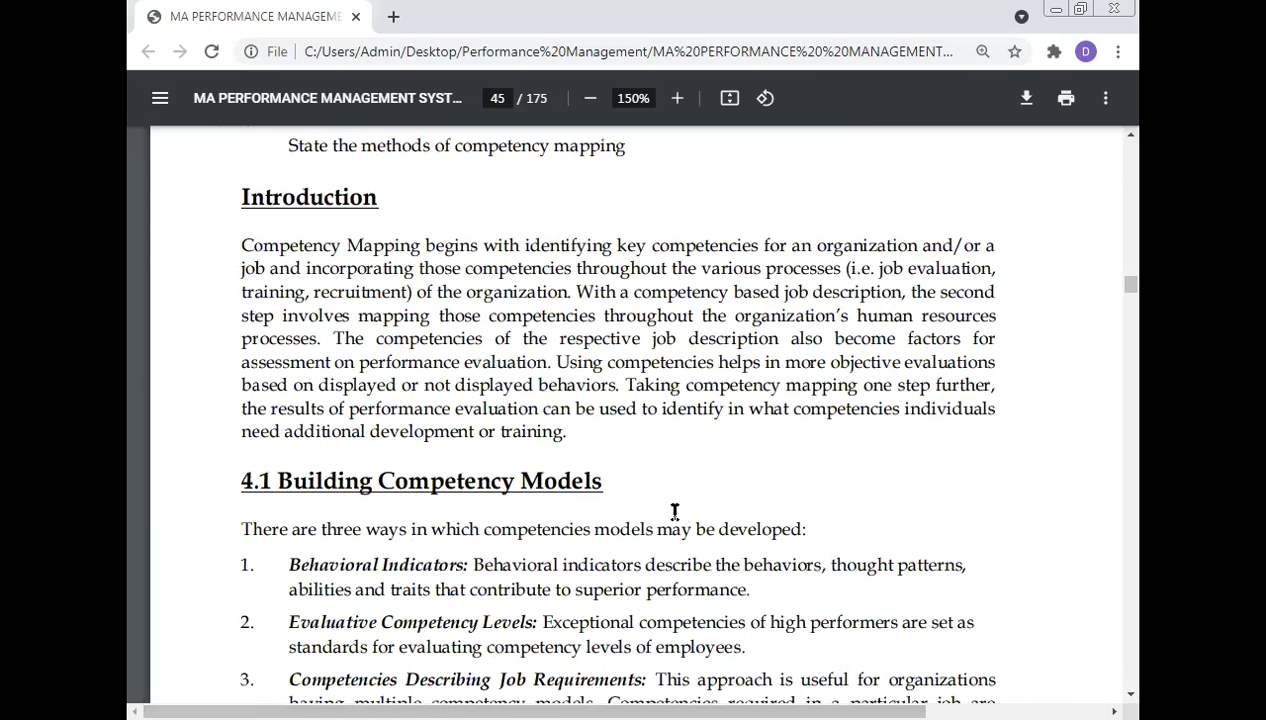 MA PERFORMANCE MANAGEME
File C:/Users/Admin/Desktop/Performance%20Management/MA%20PERFORMANCE%20%20MANAGEMENT... D
MA PERFORMANCE MANAGEMENT SYST... 45 / 175 150%
State the methods of competency mapping
Introduction
Competency Mapping begins with identifying key competencies for an organization and/or a
job and incorporating those competencies throughout the various processes (i.e. job evaluation,
training, recruitment) of the organization. With a competency based job description, the second
step involves mapping those competencies throughout the organization's human resources
processes. The competencies of the respective job description also become factors for
assessment on performance evaluation. Using competencies helps in more objective evaluations
based on displayed or not displayed behaviors. Taking competency mapping one step further,
the results of performance evaluation can be used to identify in what competencies individuals
need additional development or training.
4.1 Building Competency Models
There are three ways in which competencies models may be developed:
1. Behavioral Indicators: Behavioral indicators describe the behaviors, thought patterns,
abilities and traits that contribute to superior performance.
2. Evaluative Competency Levels: Exceptional competencies of high performers are set as
standards for evaluating competency levels of employees.
3. Competencies Describing Job Requirements: This approach is useful for organizations
having multiple competency models. Competencies required in a particular job are